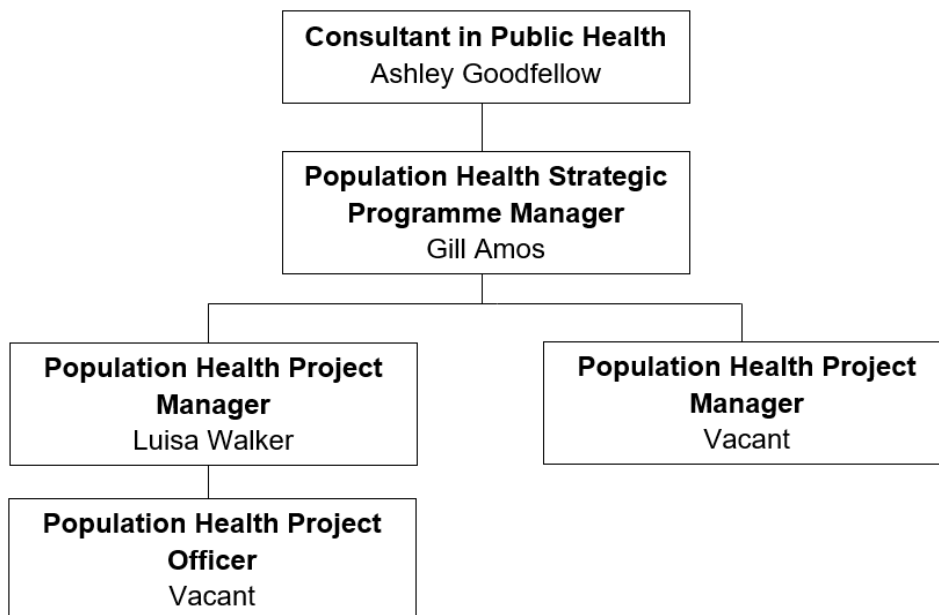 Consultant in Public Health
Ashley Goodfellow
Population Health Strategic
Programme Manager
Gill Amos
Population Health Project
Manager
Luisa Walker
Population Health Project
Manager
Vacant
Population Health Project
Officer
Vacant